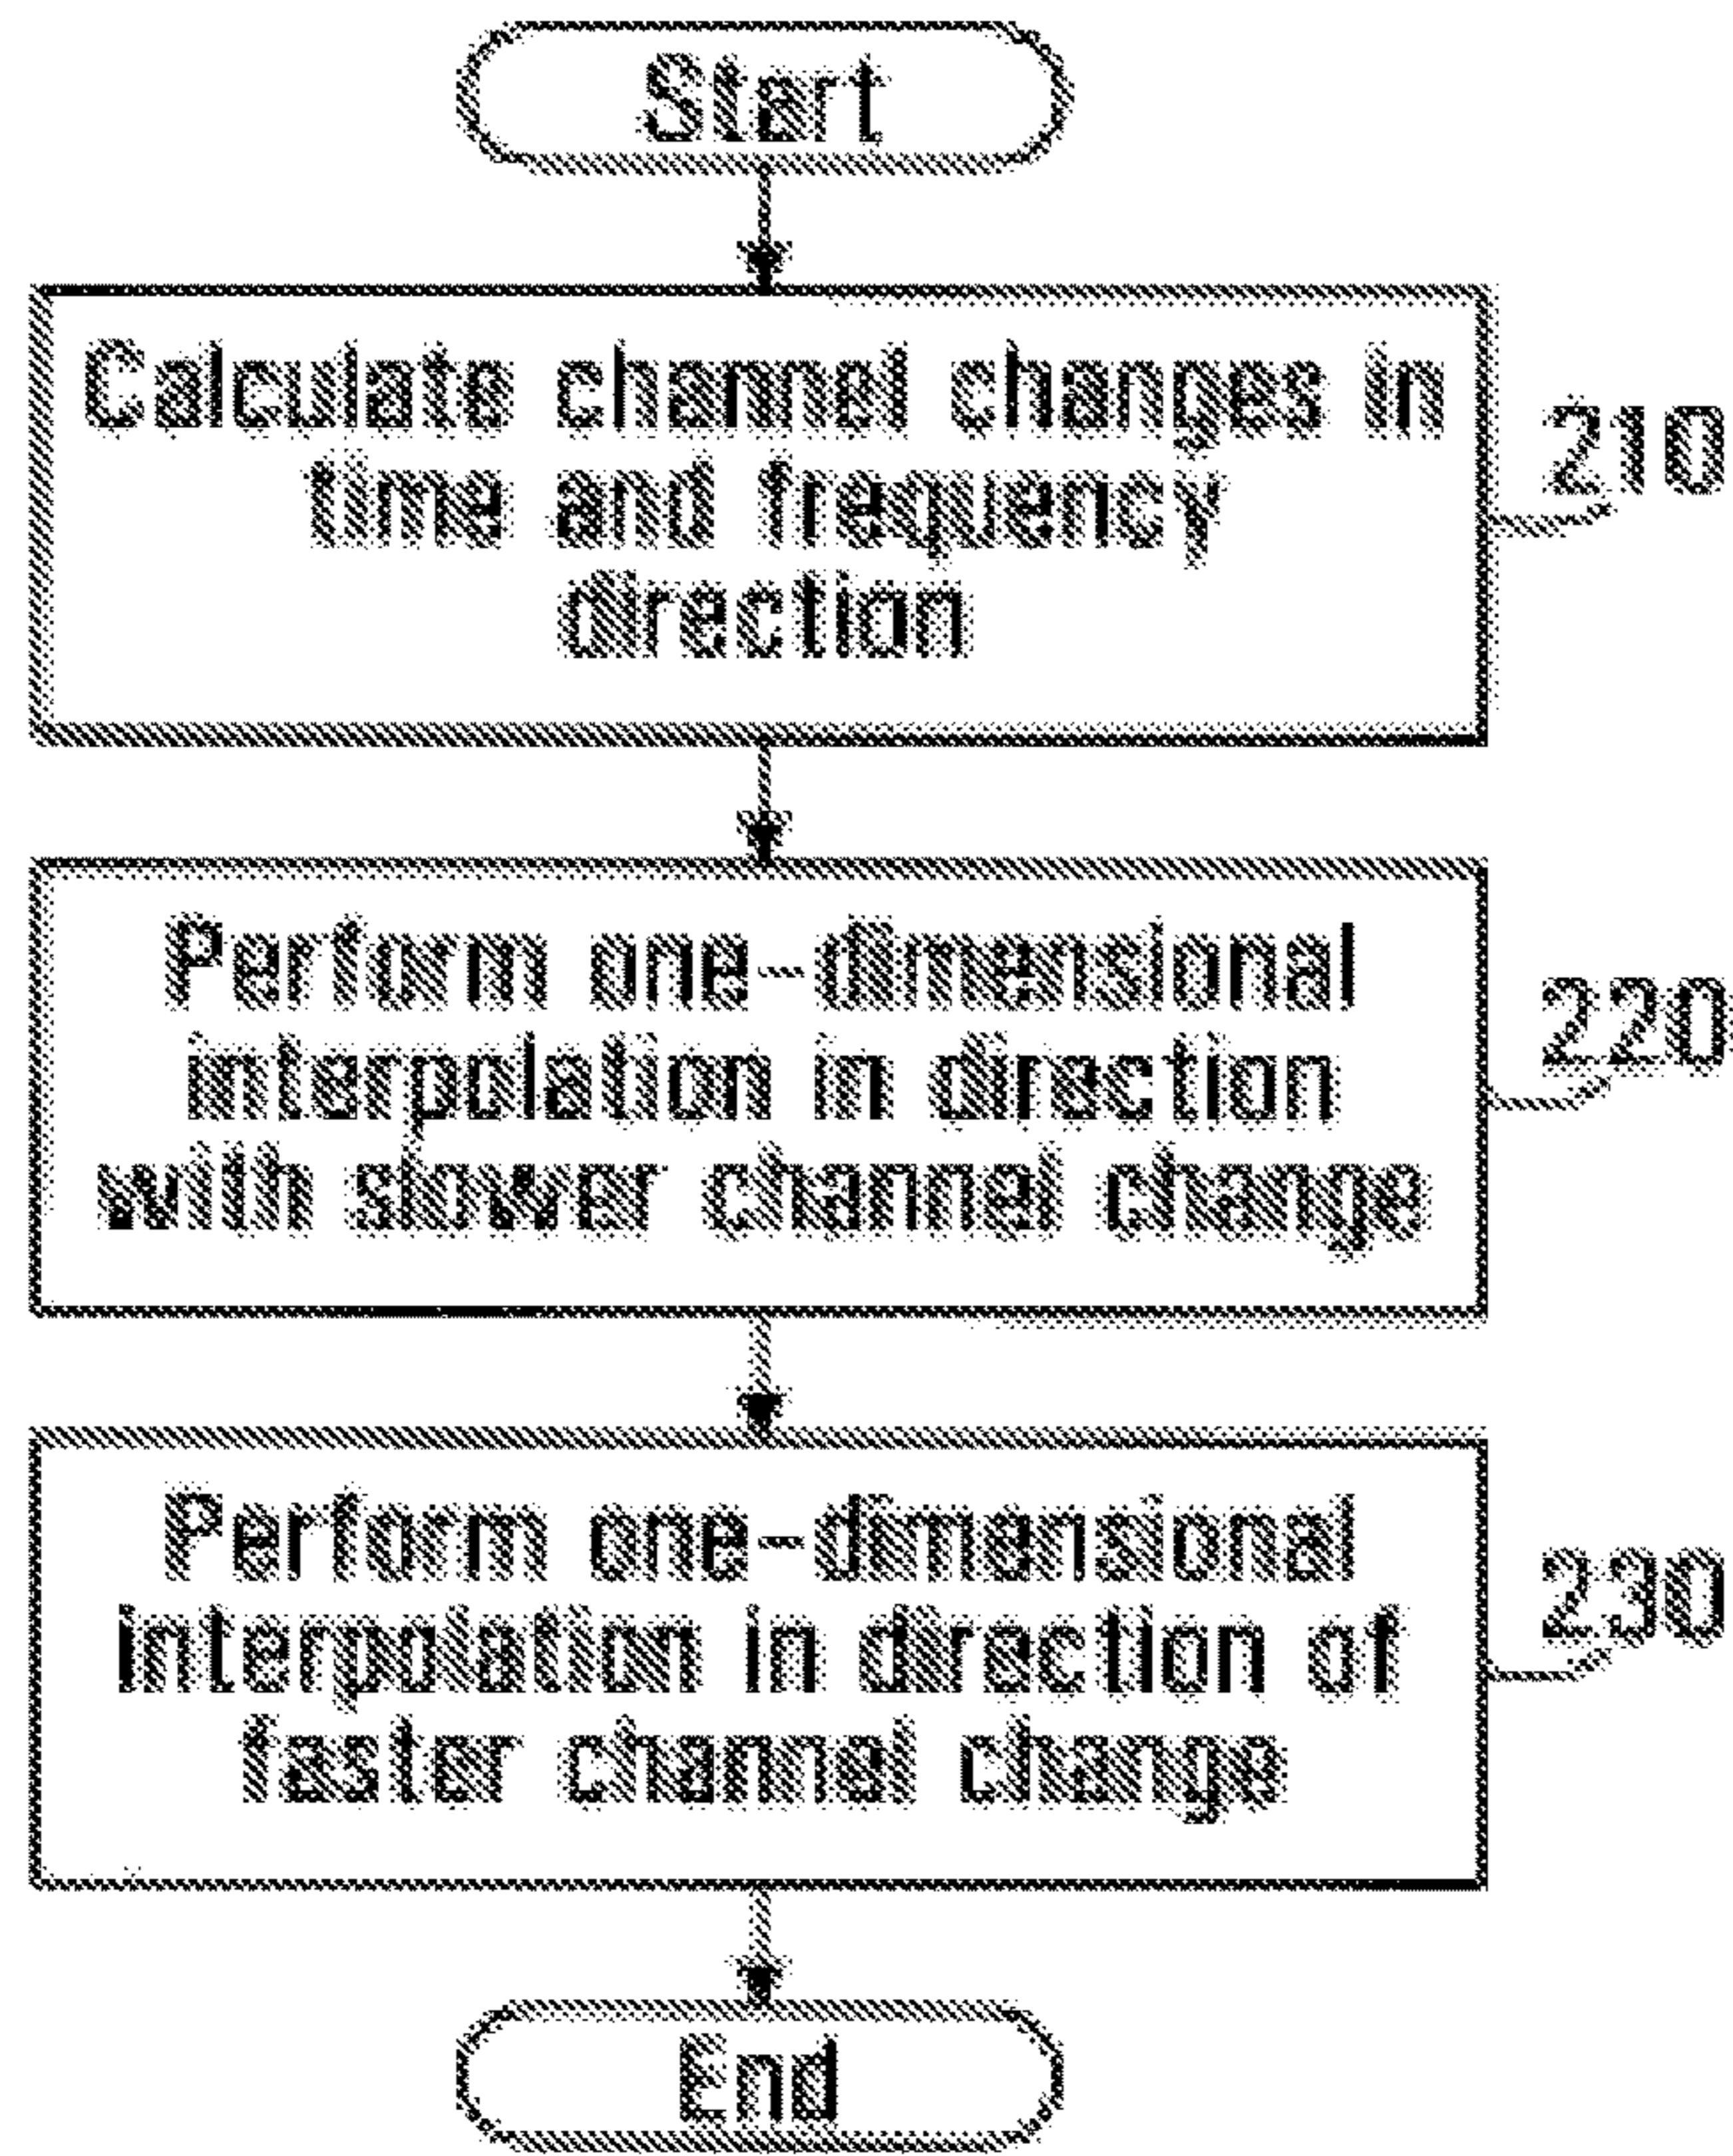 Start
Calculate channel changes in
time and frequency
direction
210
Perform one-dimensional
interpolation in direction
with slower channel change
220
Perform one-dimensional
interpolation in direction of
faster channel change
230
End